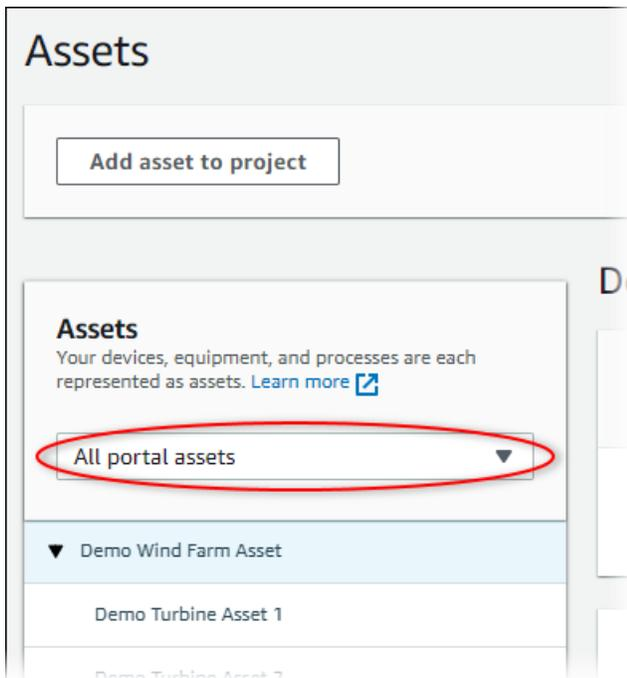 Assets
Add asset to project
Assets
Your devices, equipment, and processes are each
represented as assets. Learn more
All portal assets
Demo Wind Farm Asset
Demo Turbine Asset 1